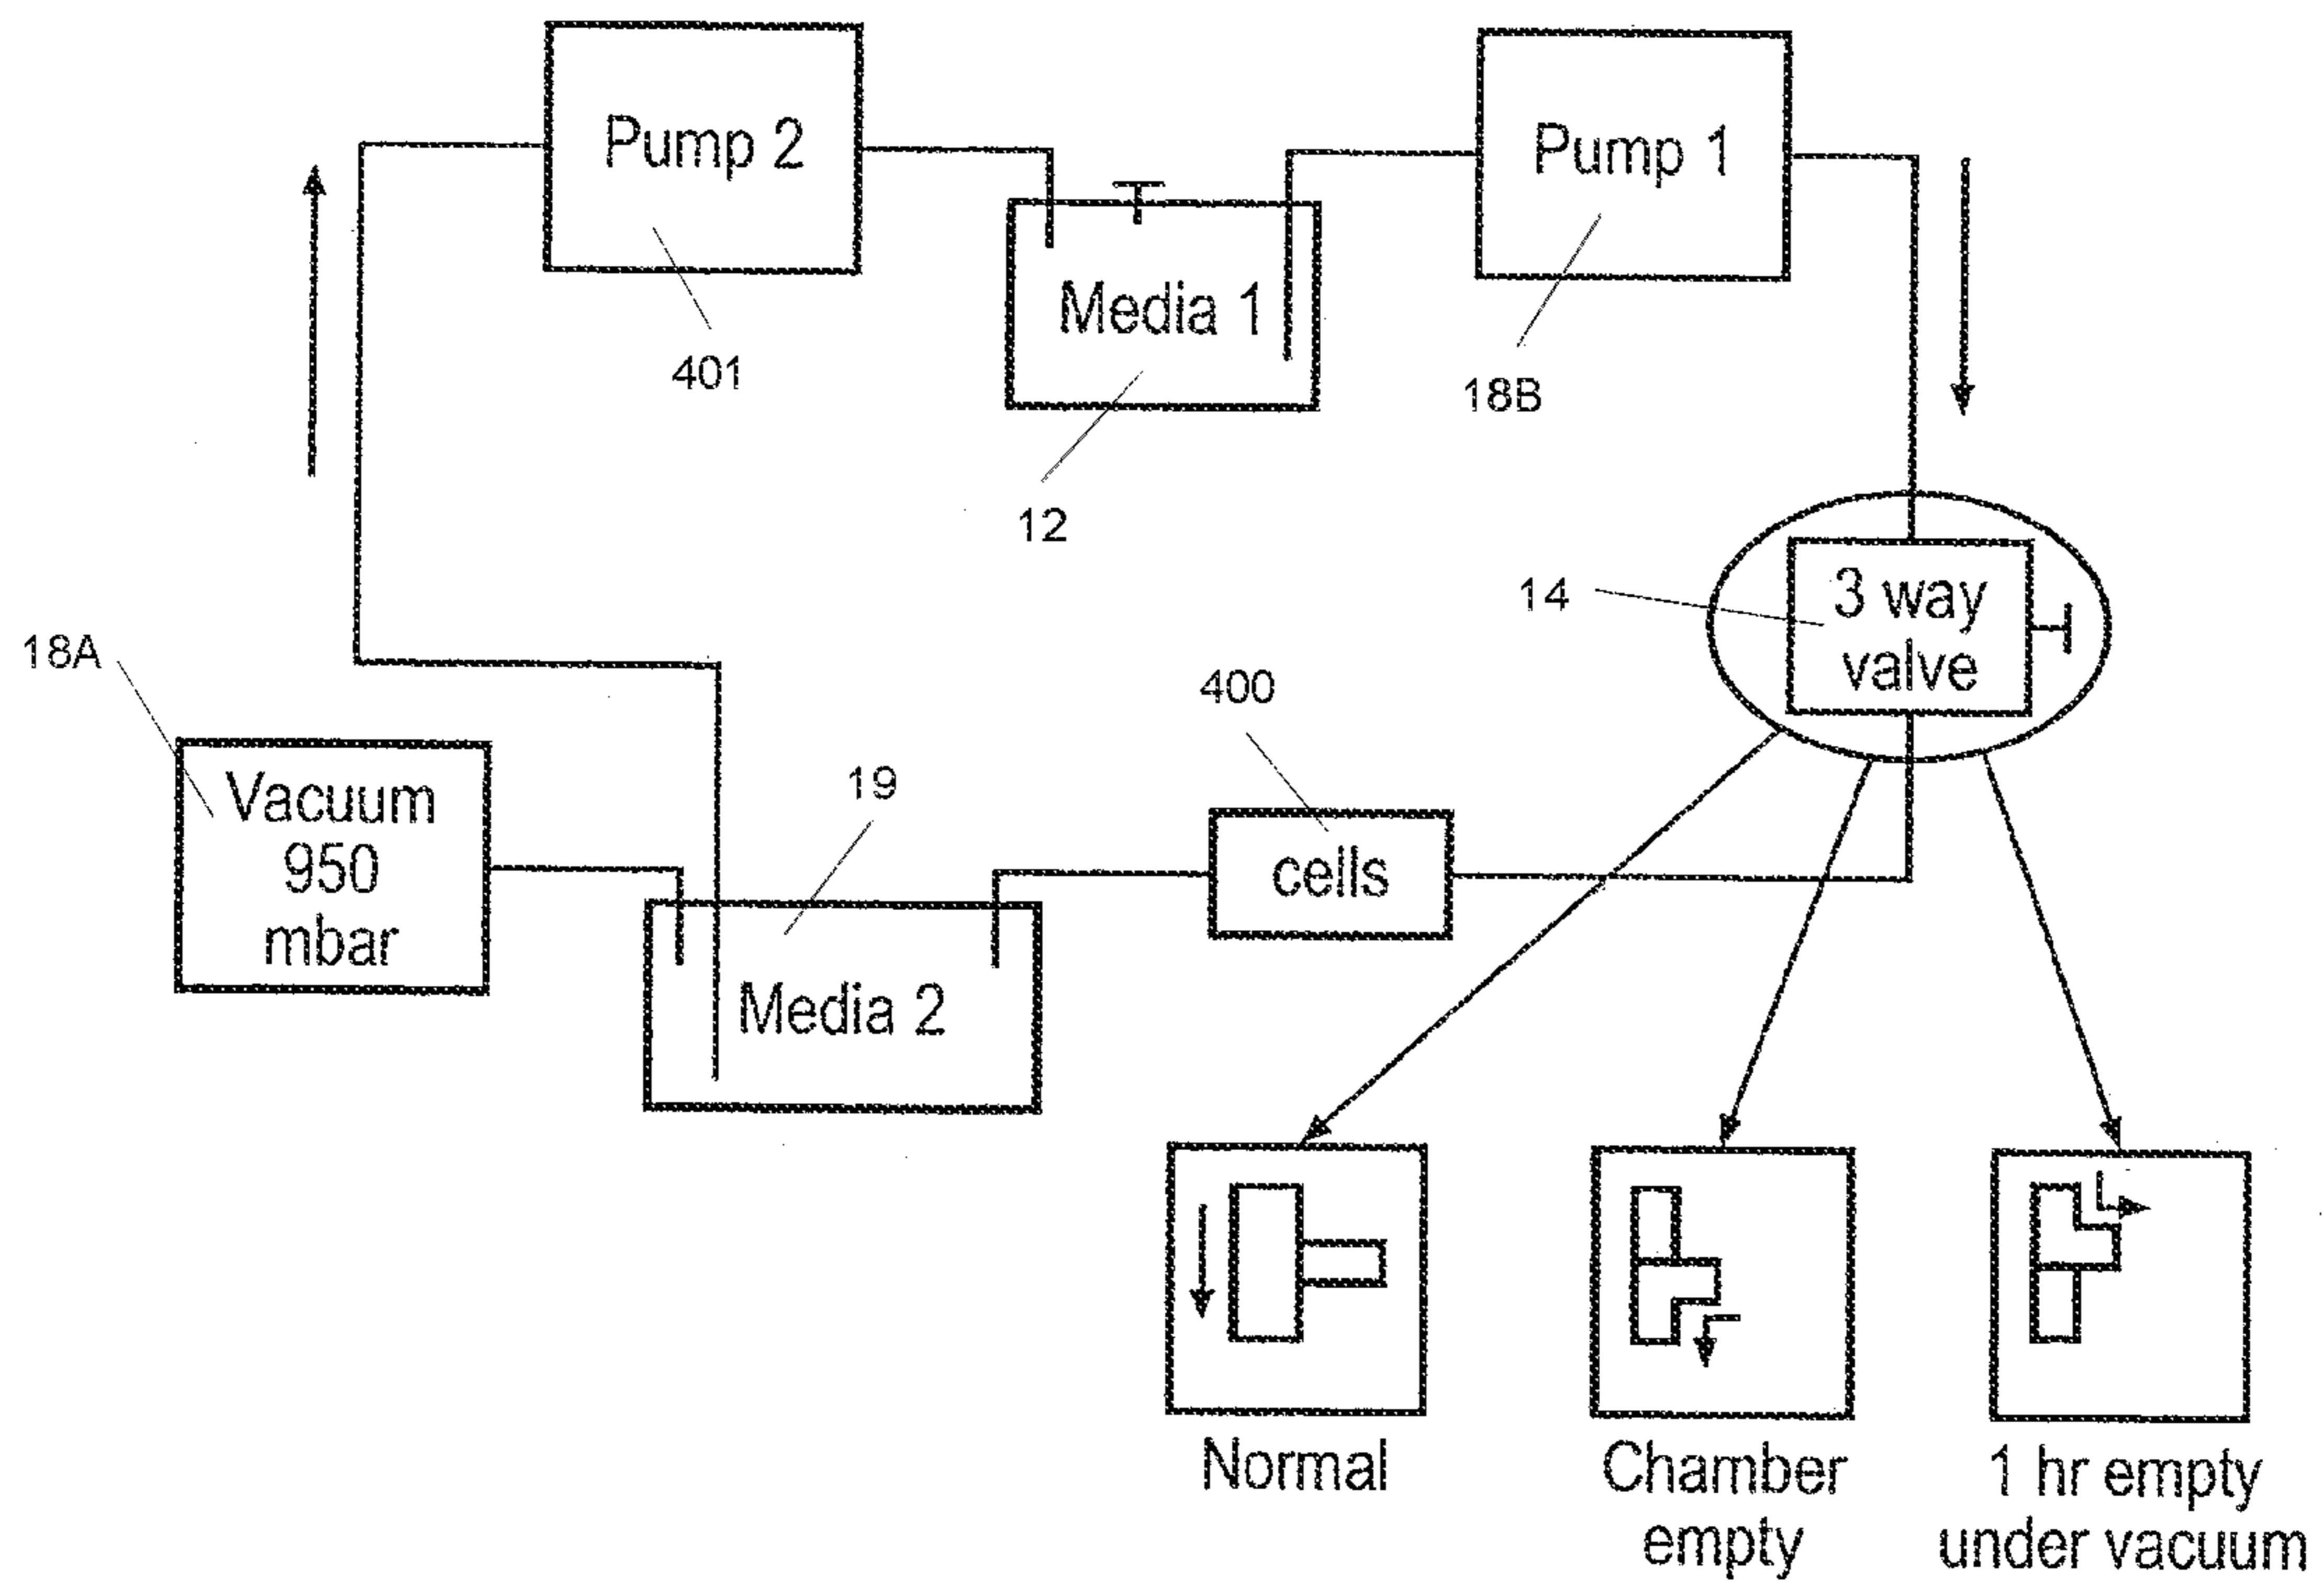 Pump 2
Pump 1
Media 1
401
18B
12
14
3 way
valve
18A
400
Vacuum
950
mbar
19
cells
Media 2
Normal
Chamber
empty
1 hr empty
under vacuum